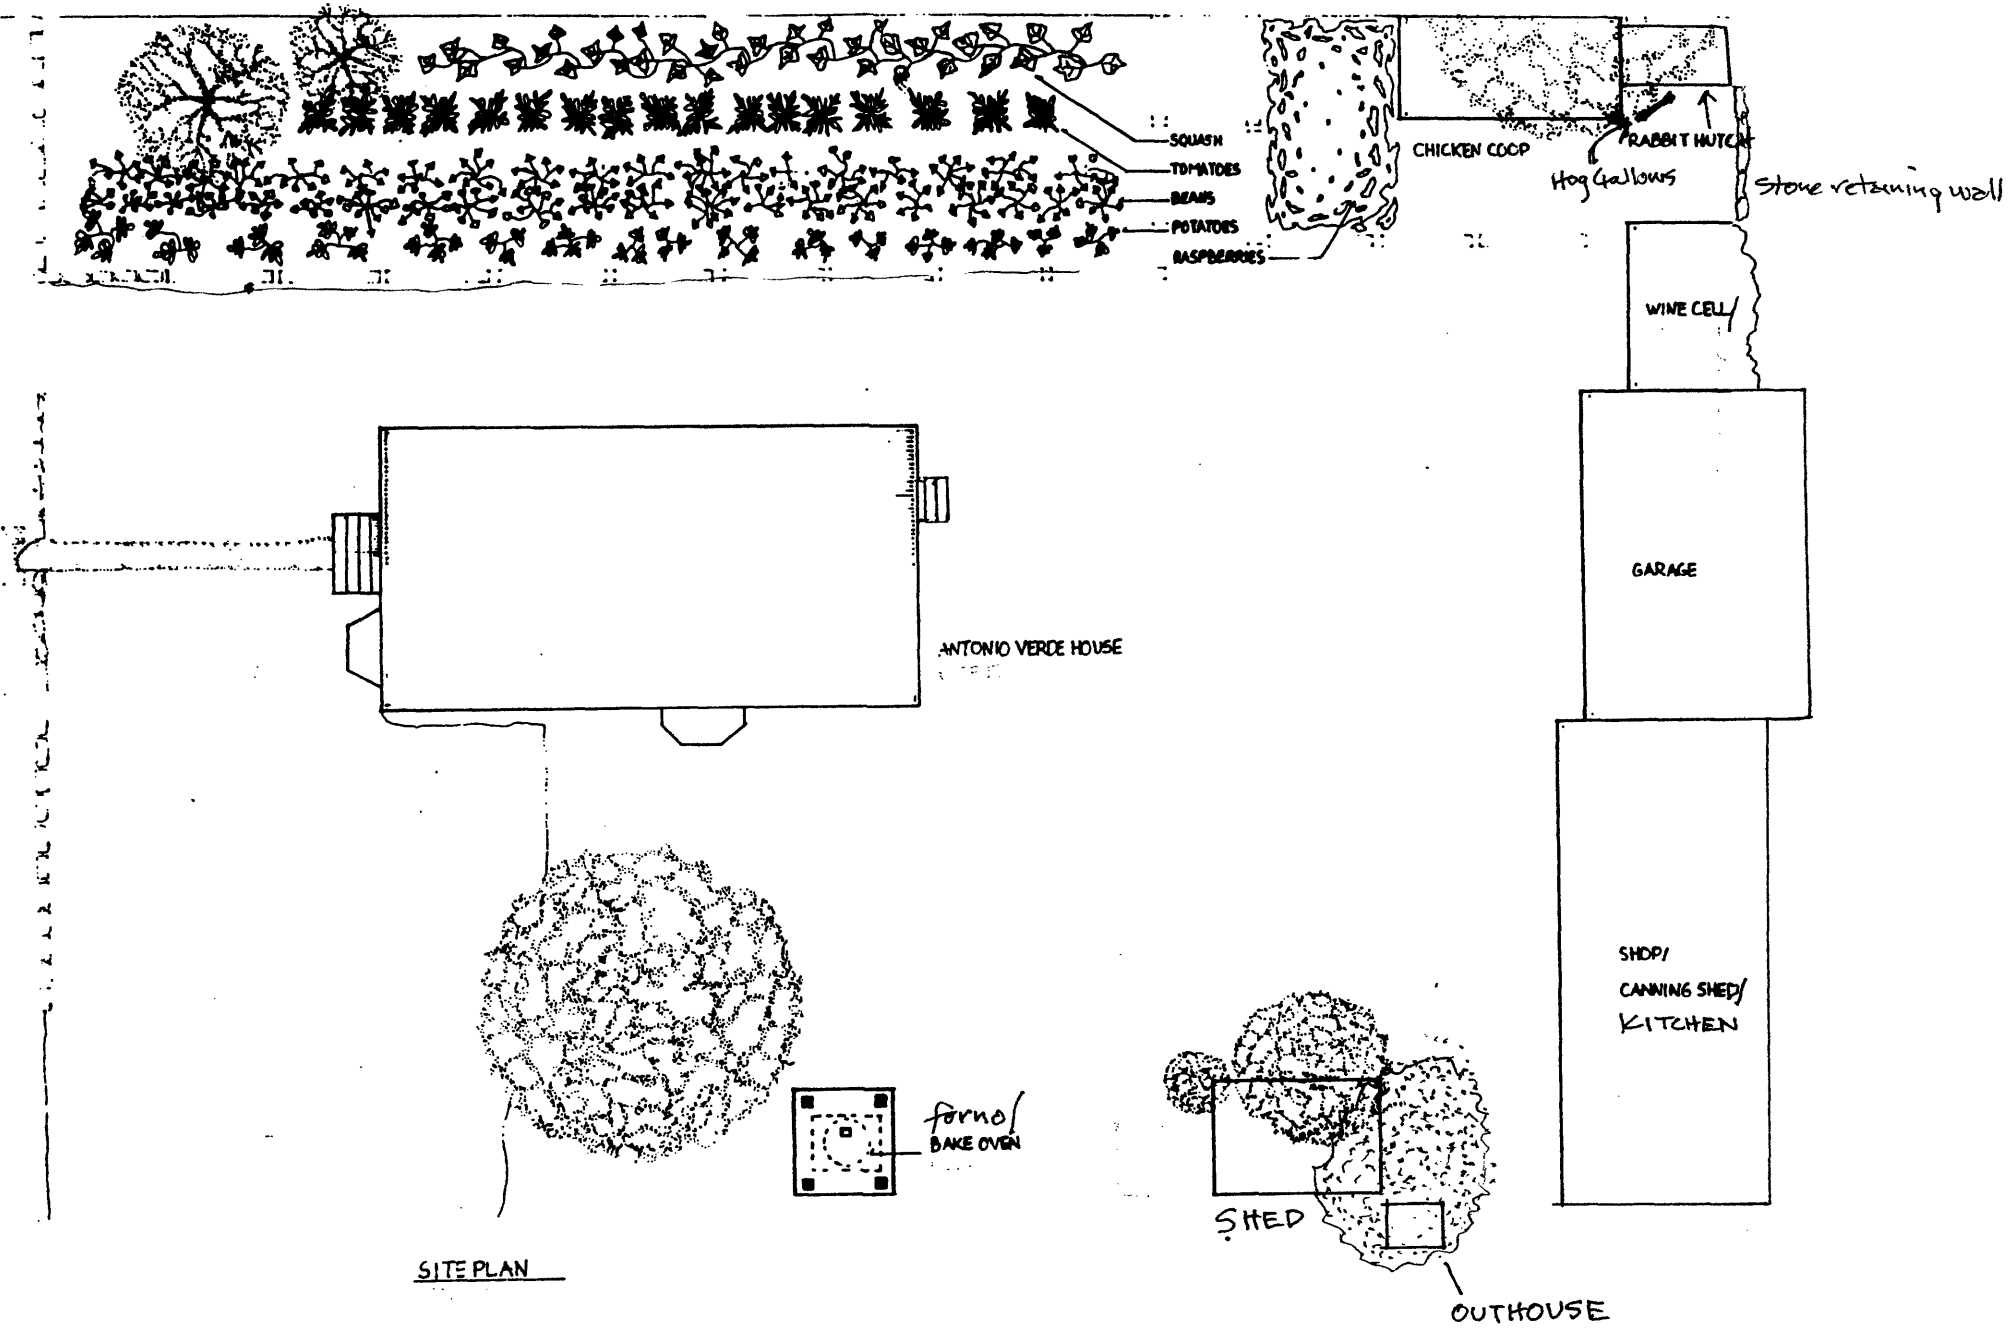 SQUASH
TOMATOES
BEANS
POTATOES
RASPBERRIES
CHICKEN COOP
RABBIT HUTCH
Hog Gallows
Stone retaining wall
WINE CELL/
GARAGE
ANTONIO VERDE HOUSE
SHOP/
CANNING SHED/
KITCHEN
forno/
BAKE OVEN
SHED
OUTHOUSE
SITE PLAN